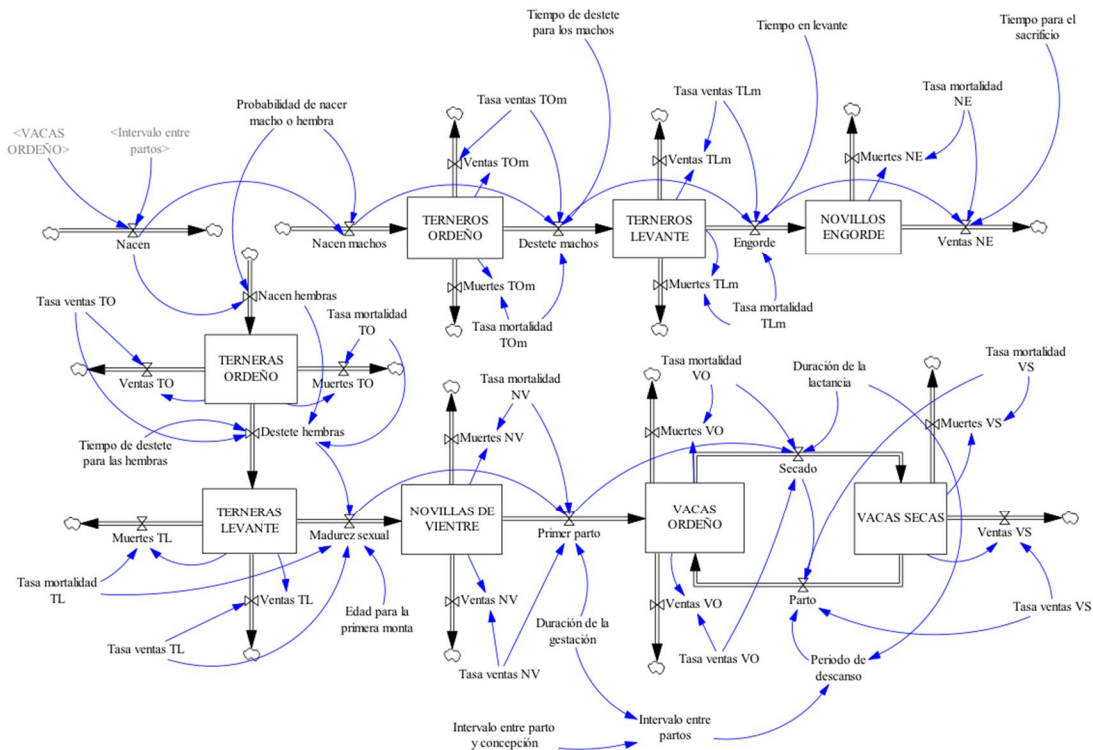 Tiempo de destete
para los machos
Tiempo en levante
Tiempo para el
sacrificio
Probabilidad de nacer
macho o hembra
Tasa ventas TOm
Tasa ventas TLm
Tasa mortalidad
NE
<VACAS
ORDEÑO>
<Intervalo entre
partos>
Ventas TOm
Ventas TLm
Muertes NE
Nacen
Nacen machos
TERNEROS
ORDEÑO
Destete machos
TERNEROS
LEVANTE
Engorde
NOVILLOS
ENGORDE
Ventas NE
Nacen hembras
Muertes TOm
Muertes TLm
Tasa ventas TO
Tasa mortalidad
TO
Tasa mortalidad
TOm
Tasa mortalidad
TLm
Ventas TO
TERNERAS
ORDEÑO
Muertes TO
Tasa mortalidad
NV
Tasa mortalidad
VO
Duración de la
lactancia
Tasa mortalidad
VS
Destete hembras
Tiempo de destete
para las hembras
Muertes NV
Muertes VO
Secado
Muertes VS
Muertes TL
TERNERAS
LEVANTE
Madurez sexual
NOVILLAS DE
VIENTRE
Primer parto
VACAS
ORDEÑO
VACAS SECAS
Ventas VS
Tasa mortalidad
TL
Ventas TL
Edad para la
primera monta
Ventas NV
Duración de la
gestación
Ventas VO
Parto
Tasa ventas VS
Tasa ventas TL
Tasa ventas NV
Tasa ventas VO
Periodo de
descanso
Intervalo entre parto
y concepción
Intervalo entre
partos